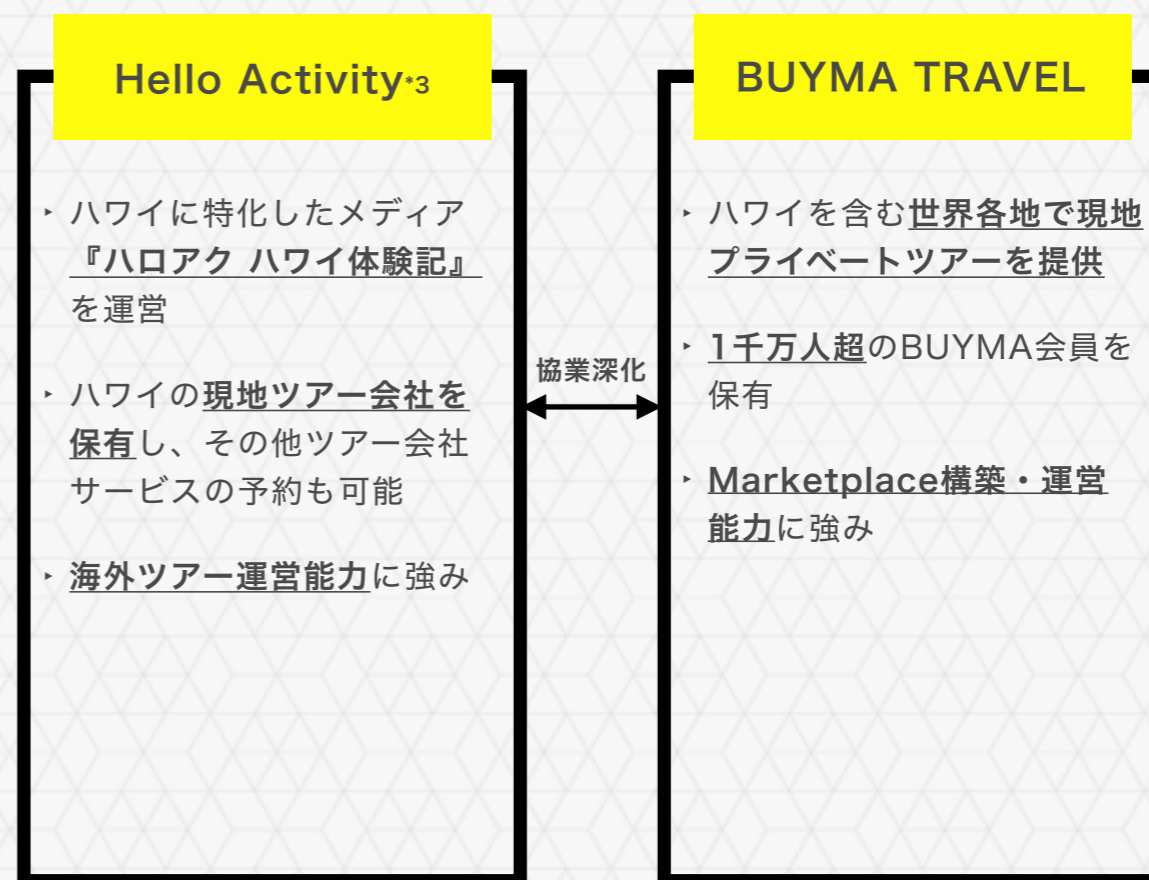 Hello Activity*3
‣ ハワイに特化したメディア
『ハロアク ハワイ体験記』
を運営
‣ ハワイの現地ツアー会社を
保有し、その他ツアー会社
サービスの予約も可能
‣ 海外ツアー運営能力に強み
協業深化
BUYMA TRAVEL
‣ ハワイを含む世界各地で現地
プライベートツアーを提供
‣ 1千万人超のBUYMA会員を
保有
‣ Marketplace構築・運営
能力に強み